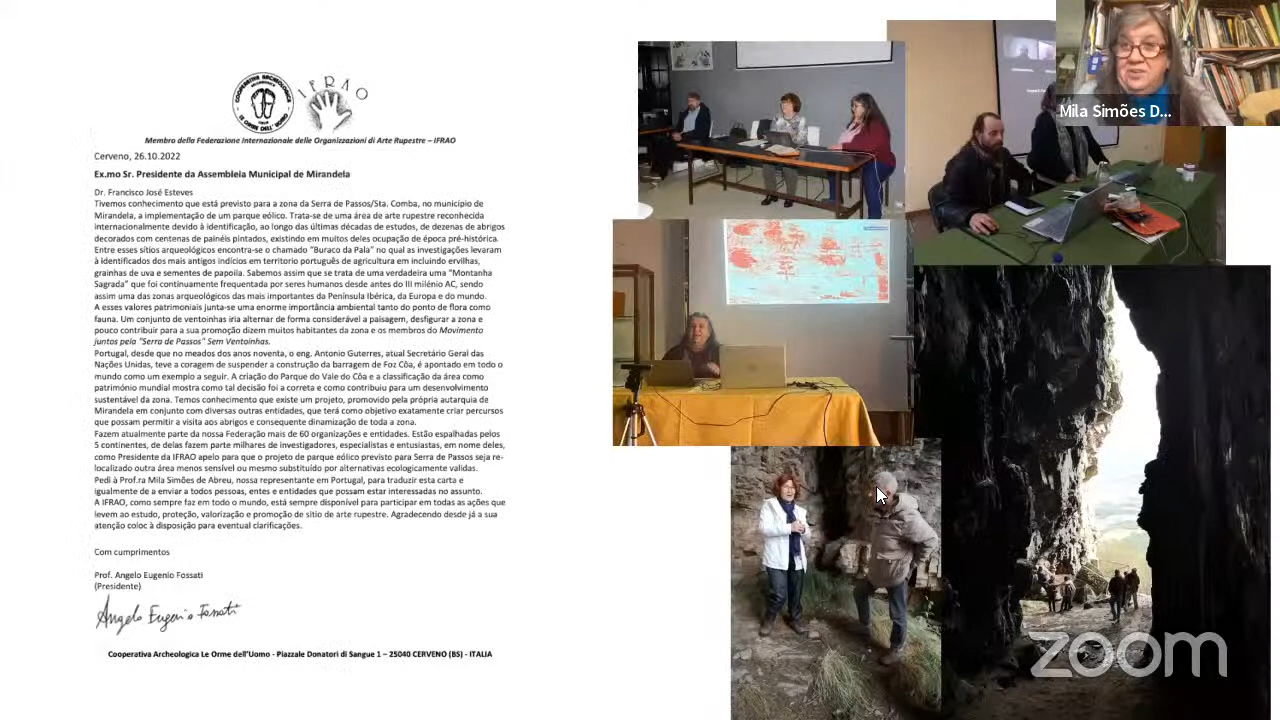 COOPERATIVA ARCHEOLOGICA
LE ORME DELL'UOMO
IFRAO
Membro della Federazione Internazionale delle Organizzazioni di Arte Rupestre – IFRAO
Cerveno, 26.10.2022
Ex.mo Sr. Presidente da Assembleia Municipal de Mirandela
Dr. Francisco José Esteves
Tivemos conhecimento que está previsto para a zona da Serra de Passos/Sta. Comba, no município de
Mirandela, a implementação de um parque eólico. Trata-se de uma área de arte rupestre reconhecida
internacionalmente devido à identificação, ao longo das últimas décadas de estudos, de dezenas de abrigos
decorados com centenas de painéis pintados, existindo em muitos deles ocupação de época pré-histórica.
Entre esses sítios arqueológicos encontra-se o chamado "Buraco da Pala" no qual as investigações levaram
à identificados dos mais antigos indícios em territorio português de agricultura em incluindo ervilhas,
grainhas de uva e sementes de papoila. Sabemos assim que se trata de uma verdadeira uma "Montanha
Sagrada" que foi continuamente frequentada por seres humanos desde antes do III milénio AC, sendo
assim uma das zonas arqueológicos das mais importantes da Península Ibérica, da Europa e do mundo.
A esses valores patrimoniais junta-se uma enorme importância ambiental tanto do ponto de flora como
fauna. Um conjunto de ventoinhas iria alternar de forma considerável a paisagem, desfigurar a zona e
pouco contribuir para a sua promoção dizem muitos habitantes da zona e os membros do Movimento
juntos pela "Serra de Passos" Sem Ventoinhas.
Portugal, desde que no meados dos anos noventa, o eng. Antonio Guterres, atual Secretário Geral das
Nações Unidas, teve a coragem de suspender a construção da barragem de Foz Côa, é apontado em todo o
mundo como um exemplo a seguir. A criação do Parque do Vale do Côa e a classificação da área como
património mundial mostra como tal decisão foi a correta e como contribuiu para um desenvolvimento
sustentável da zona. Temos conhecimento que existe um projeto, promovido pela própria autarquia de
Mirandela em conjunto com diversas outras entidades, que terá como objetivo exatamente criar percursos
que possam permitir a visita aos abrigos e consequente dinamização de toda a zona.
Fazem atualmente parte da nossa Federação mais de 60 organizações e entidades. Estão espalhadas pelos
5 continentes, de delas fazem parte milhares de investigadores, especialistas e entusiastas, em nome deles,
como Presidente da IFRAO apelo para que o projeto de parque eólico previsto para Serra de Passos seja re-
localizado outra área menos sensível ou mesmo substituído por alternativas ecologicamente validas.
Pedi à Prof.ra Mila Simões de Abreu, nossa representante em Portugal, para traduzir esta carta e
igualmente de a enviar a todos pessoas, entes e entidades que possam estar interessadas no assunto.
A IFRAO, como sempre faz em todo o mundo, está sempre disponível para participar em todas as ações que
levem ao estudo, proteção, valorização e promoção de sitio de arte rupestre. Agradecendo desde já a sua
atenção coloc à disposição para eventual clarificações.
Com cumprimentos
Prof. Angelo Eugenio Fossati
(Presidente)
Angelo Eugenio Fossati
Cooperativa Archeologica Le Orme dell'Uomo - Piazzale Donatori di Sangue 1 – 25040 CERVENO (BS) - ITALIA
Mila Simões D...
zoom